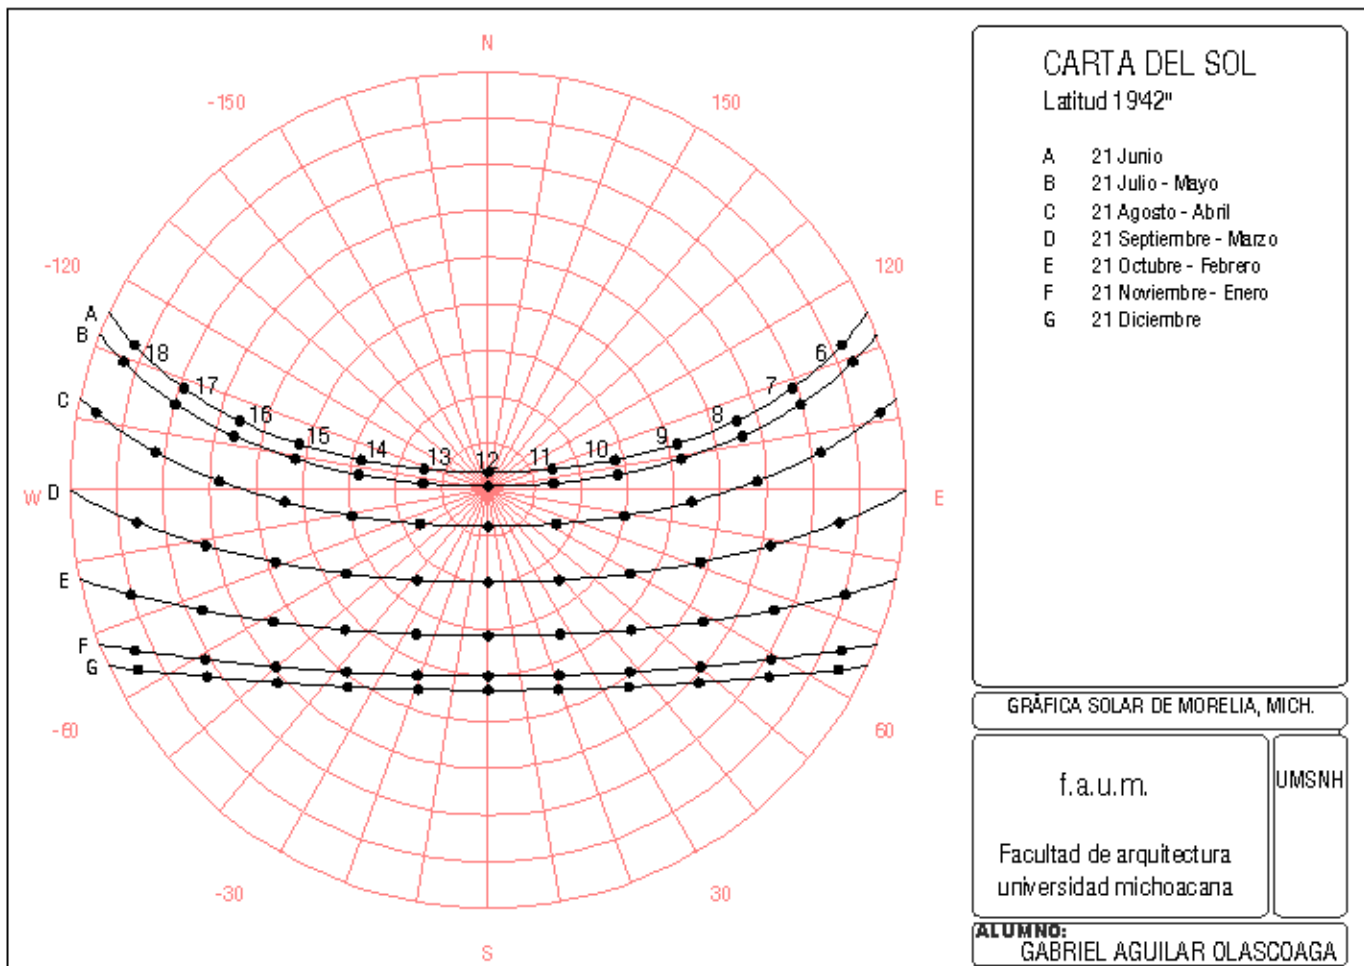 N
-150
150
-120
120
A
B
18
6
17
7
C
16
8
15
9
14
10
13
12
11
W
D
E
E
F
G
-60
60
-30
30
S
CARTA DEL SOL
Latitud 19'42"
A 21 Junio
B 21 Julio - Mayo
C 21 Agosto - Abril
D 21 Septiembre - Marzo
E 21 Octubre - Febrero
F 21 Noviembre - Enero
G 21 Diciembre
GRÁFICA SOLAR DE MORELIA, MICH.
f.a.u.m.
UMSNH
Facultad de arquitectura
universidad michoacana
ALUMNO:
GABRIEL AGUILAR OLASCOAGA